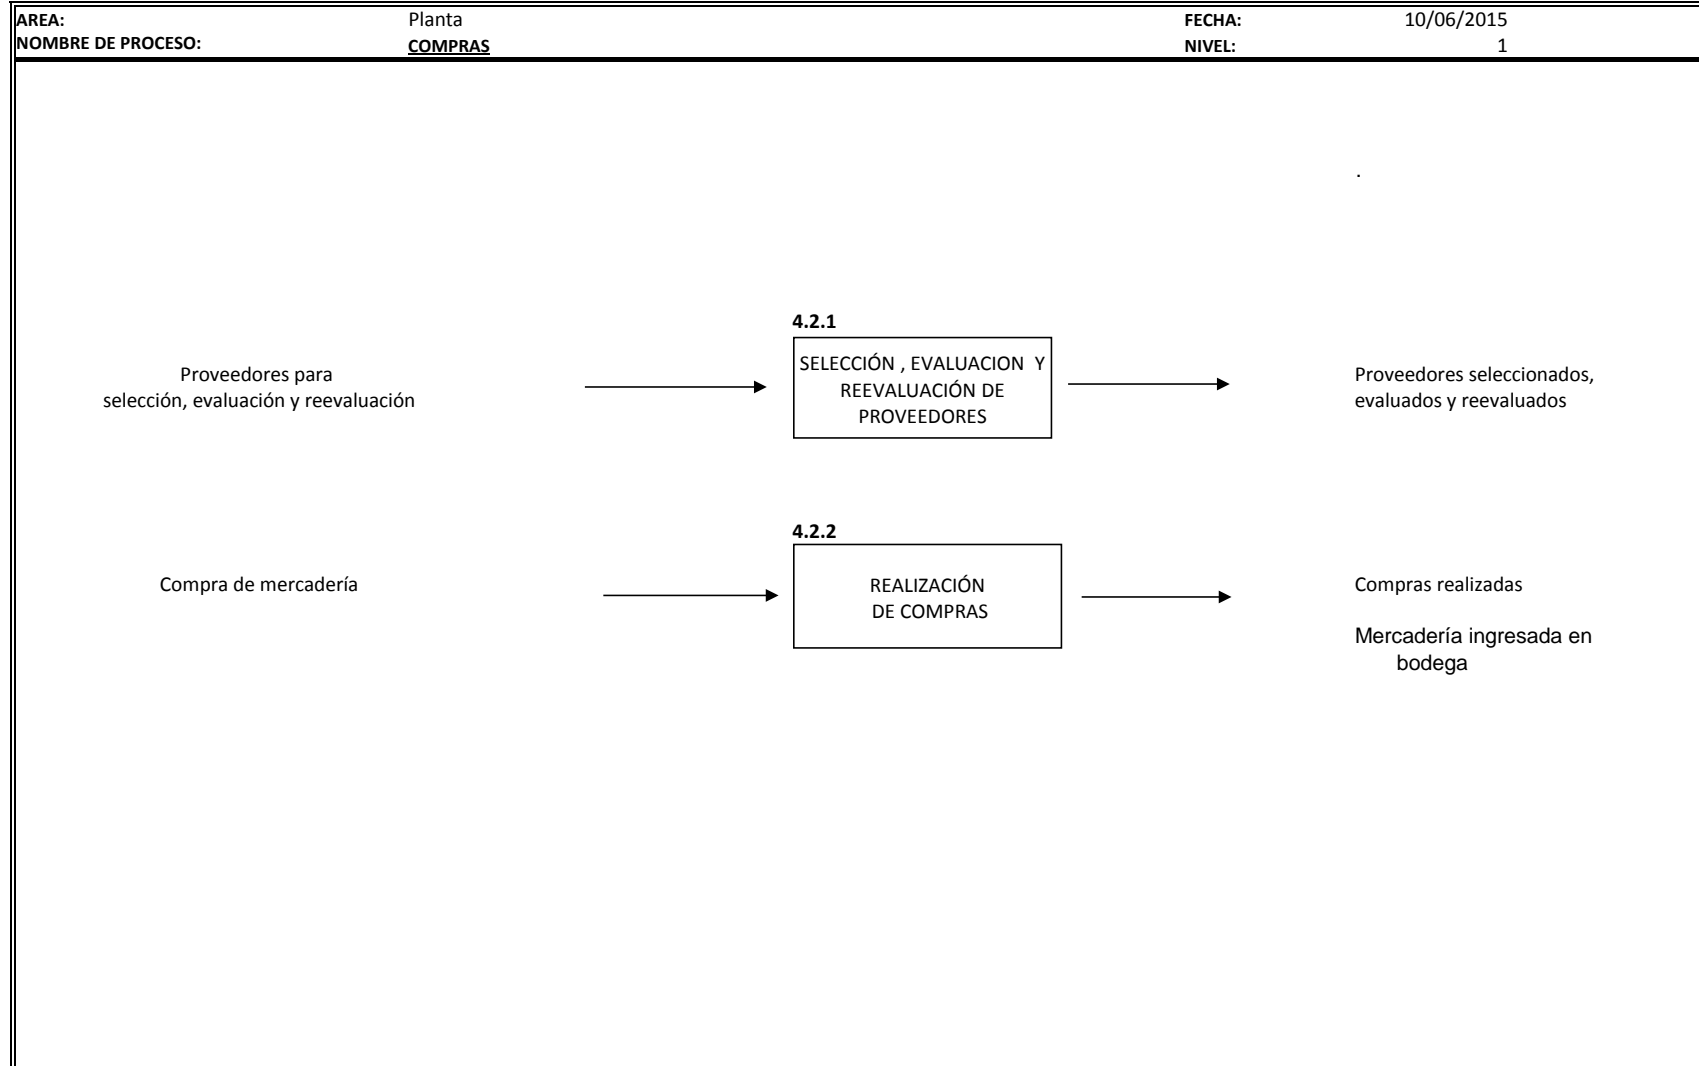 AREA: Planta FECHA: 10/06/2015
NOMBRE DE PROCESO: COMPRAS NIVEL: 1
.
4.2.1
SELECCIÓN , EVALUACION Y
REEVALUACIÓN DE
PROVEEDORES
Proveedores para
selección, evaluación y reevaluación
Proveedores seleccionados,
evaluados y reevaluados
4.2.2
Compra de mercadería
REALIZACIÓN
DE COMPRAS
Compras realizadas
Mercadería ingresada en
bodega